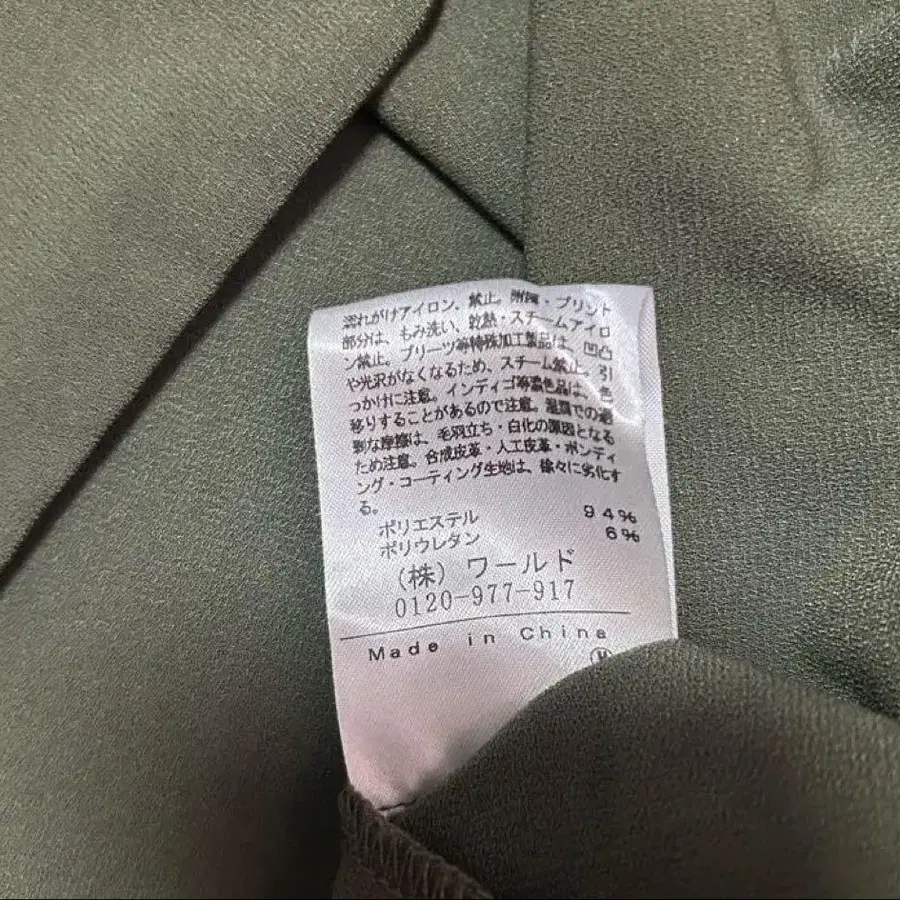 濡れがけアイロン、禁止。附属・プリント
部分は、もみ洗い、乾熱・スチームアイロ
ン禁止。プリーツ等特殊加工製品は、凹凸
や光沢がなくなるため、スチーム禁止。引
っかけに注意。インディゴ等濃色品は、色
移りすることがあるので注意。湿潤での過
剰な摩擦は、毛羽立ち・白化の原因となる
ため注意。合成皮革・人工皮革・ボンディ
ング・コーティング生地は、徐々に劣化す
る。
ポリエステル 94%
ポリウレタン 6%
(株) ワールド
0120-977-917
Made in China